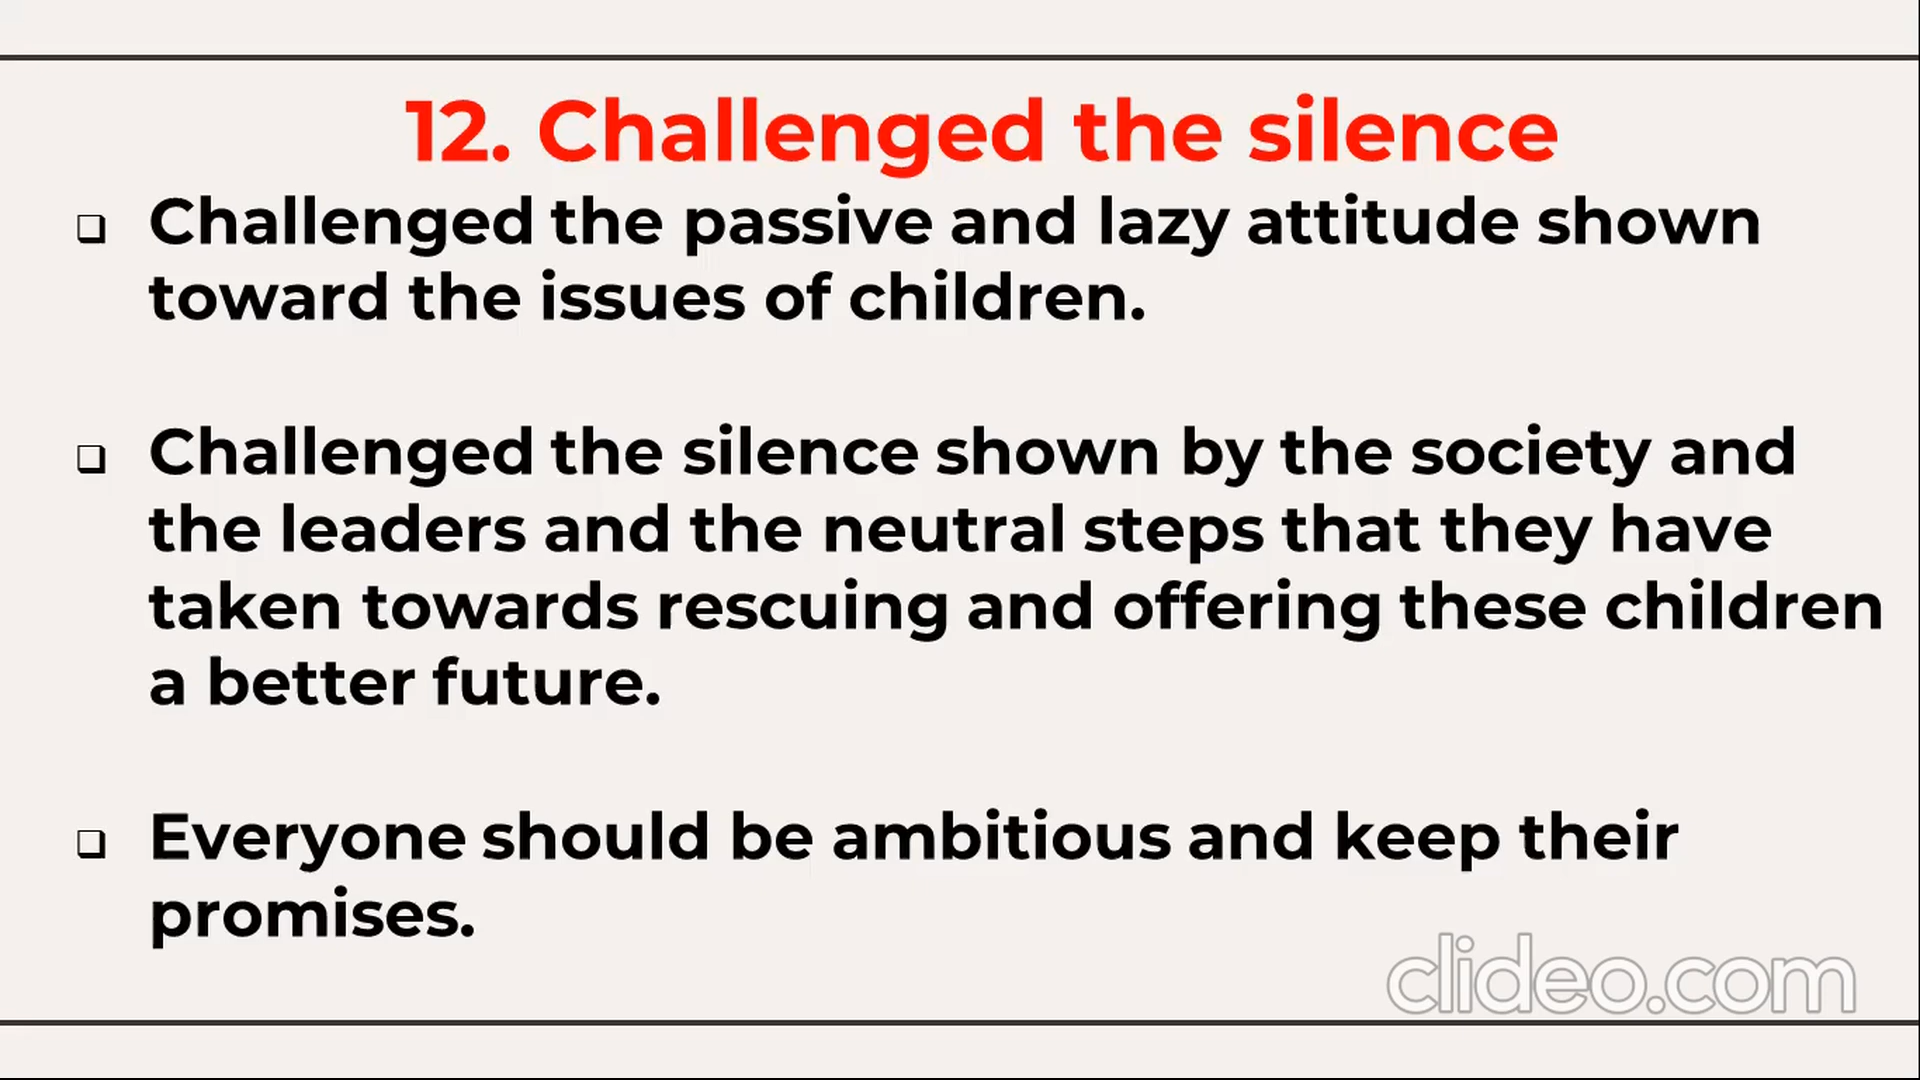 12. Challenged the silence
❑ Challenged the passive and lazy attitude shown
toward the issues of children.
❑ Challenged the silence shown by the society and
the leaders and the neutral steps that they have
taken towards rescuing and offering these children
a better future.
❑ Everyone should be ambitious and keep their
promises.
clideo.com